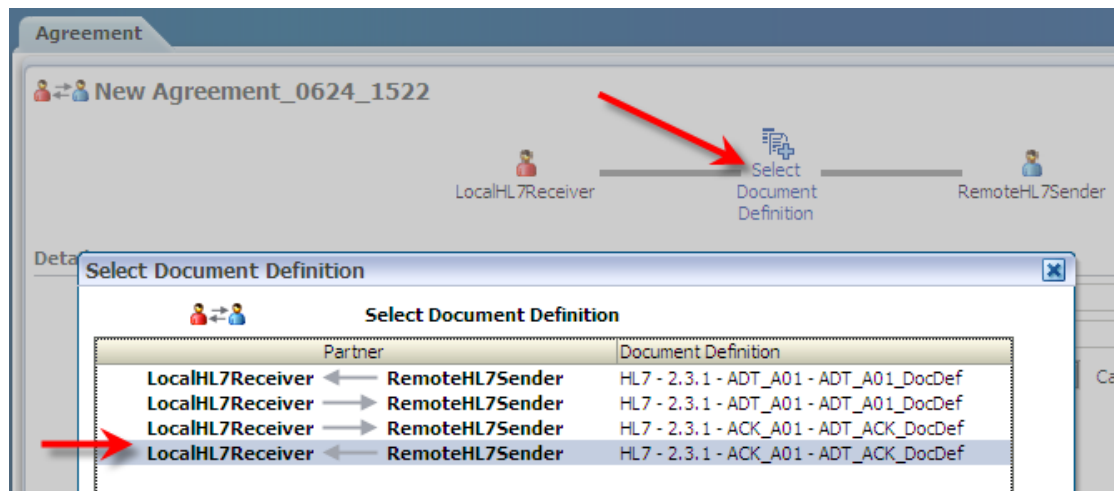 Agreement
New Agreement_0624_1522
LocalHL7Receiver
Select
Document
Definition
RemoteHL7Sender
Select Document Definition
Select Document Definition
Partner Document Definition
LocalHL7Receiver RemoteHL7Sender HL7 - 2.3.1 - ADT_A01 - ADT_A01_DocDef
LocalHL7Receiver RemoteHL7Sender HL7 - 2.3.1 - ADT_A01 - ADT_A01_DocDef
LocalHL7Receiver RemoteHL7Sender HL7 - 2.3.1 - ACK_A01 - ADT_ACK_DocDef
LocalHL7Receiver RemoteHL7Sender HL7 - 2.3.1 - ACK_A01 - ADT_ACK_DocDef